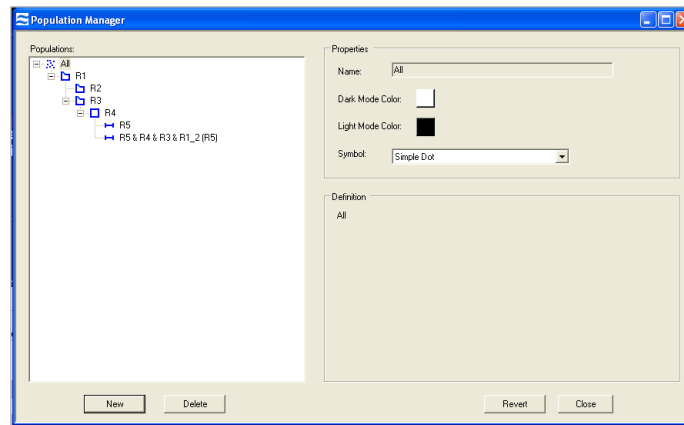 Population Manager
Populations:
All
R1
R2
R3
R4
R5
R5 & R4 & R3 & R1_2 (R5)
New
Delete
Properties
Name:
All
Dark Mode Color:
Light Mode Color:
Symbol:
Simple Dot
Definition
All
Revert
Close